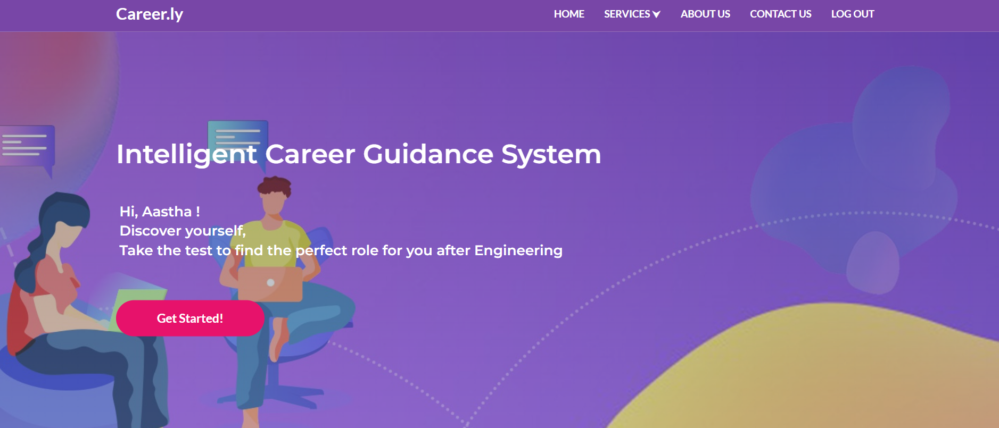 Career.ly
HOME SERVICES ABOUT US CONTACT US LOG OUT
Intelligent Career Guidance System
Hi, Aastha !
Discover yourself,
Take the test to find the perfect role for you after Engineering
Get Started!